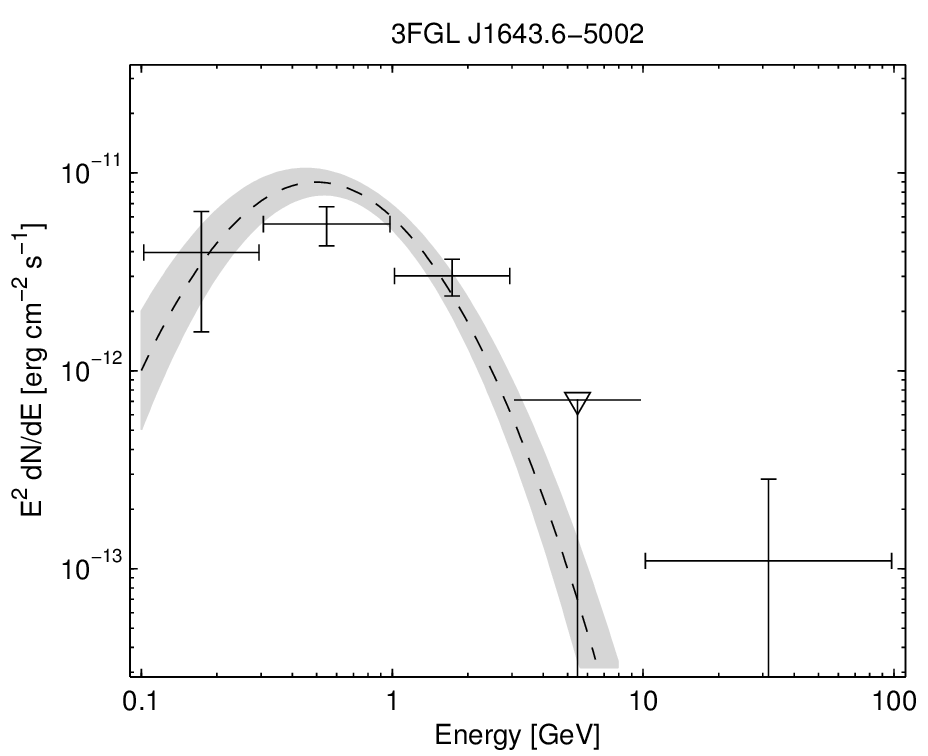 3FGL J1643.6−5002
10⁻¹¹
10⁻¹²
10⁻¹³
E² dN/dE [erg cm⁻² s⁻¹]
0.1 1 10 100
Energy [GeV]